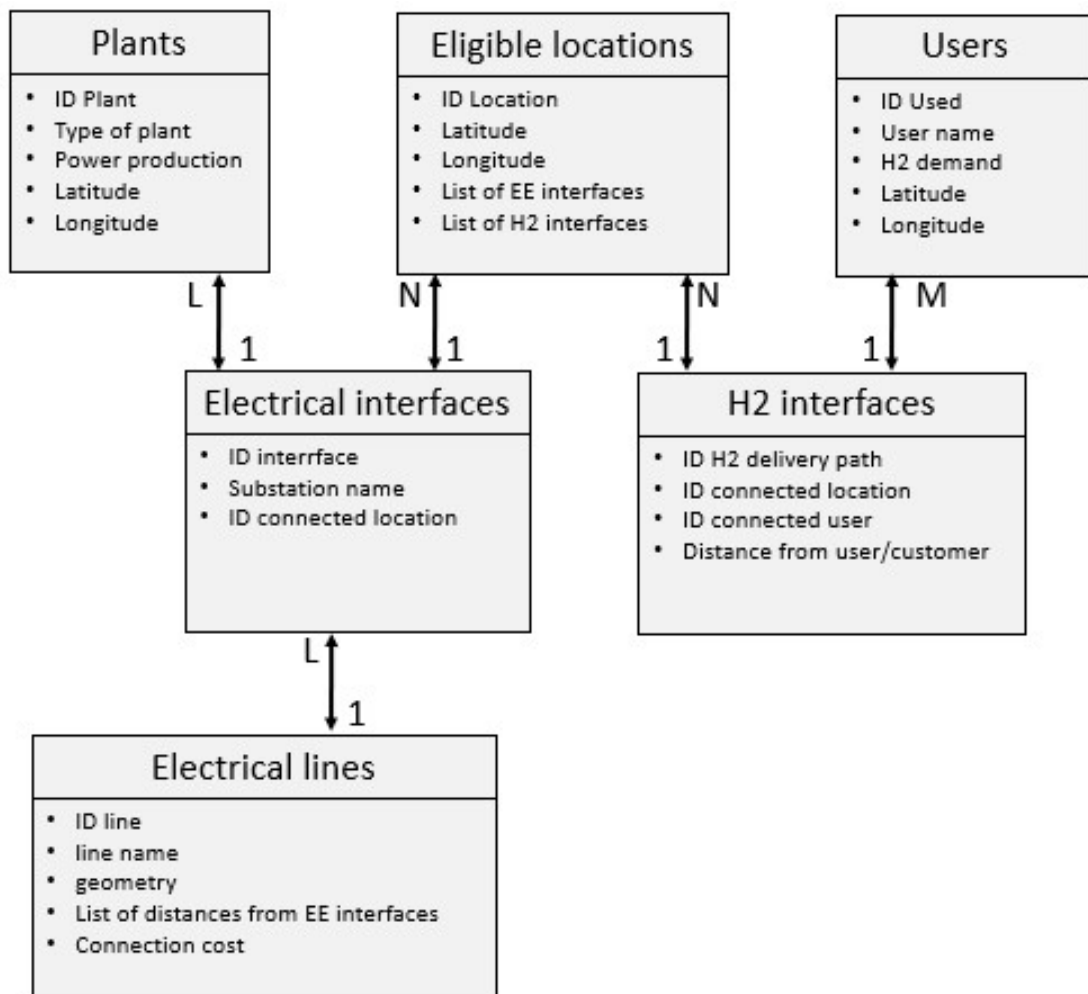 Plants
• ID Plant
• Type of plant
• Power production
• Latitude
• Longitude
Eligible locations
• ID Location
• Latitude
• Longitude
• List of EE interfaces
• List of H2 interfaces
Users
• ID Used
• User name
• H2 demand
• Latitude
• Longitude
L
1
N
1
N
1
M
1
Electrical interfaces
• ID interrface
• Substation name
• ID connected location
H2 interfaces
• ID H2 delivery path
• ID connected location
• ID connected user
• Distance from user/customer
L
1
Electrical lines
• ID line
• line name
• geometry
• List of distances from EE interfaces
• Connection cost